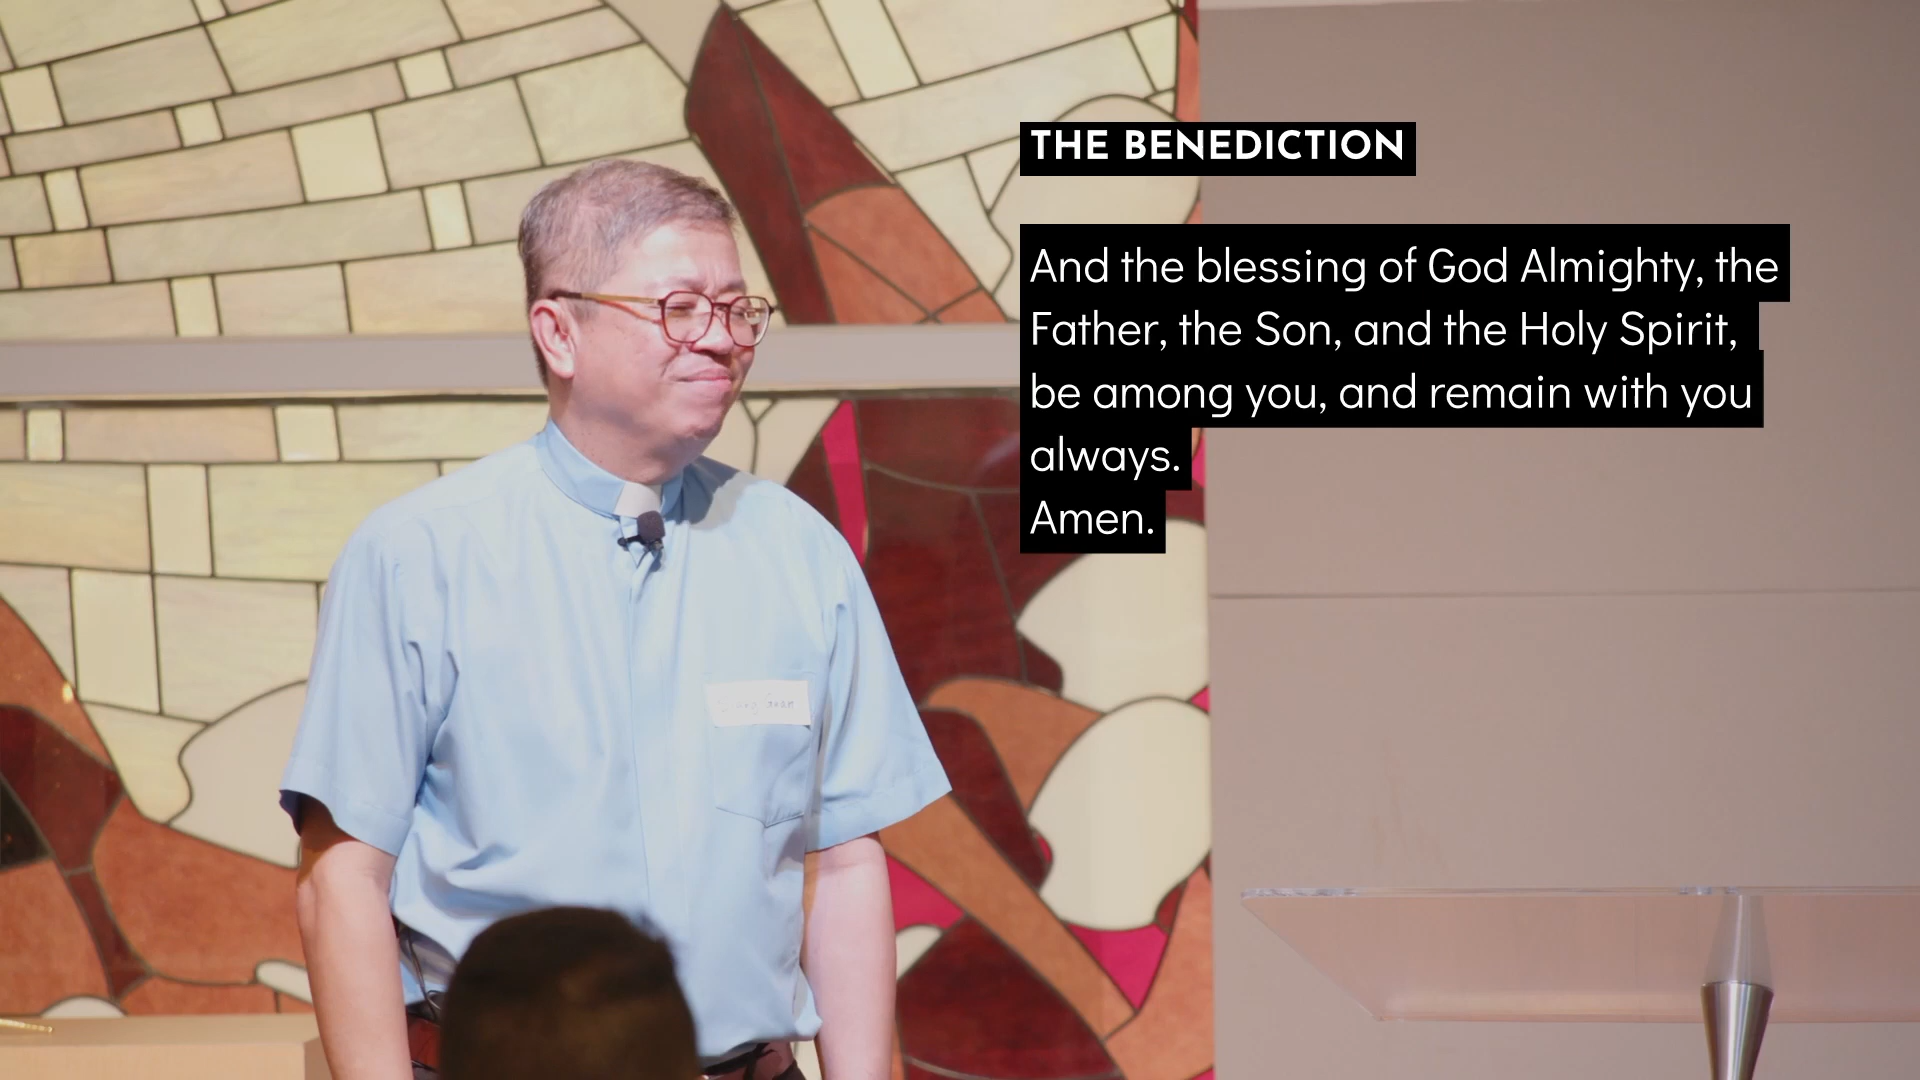 THE BENEDICTION
And the blessing of God Almighty, the
Father, the Son, and the Holy Spirit,
be among you, and remain with you
always.
Amen.